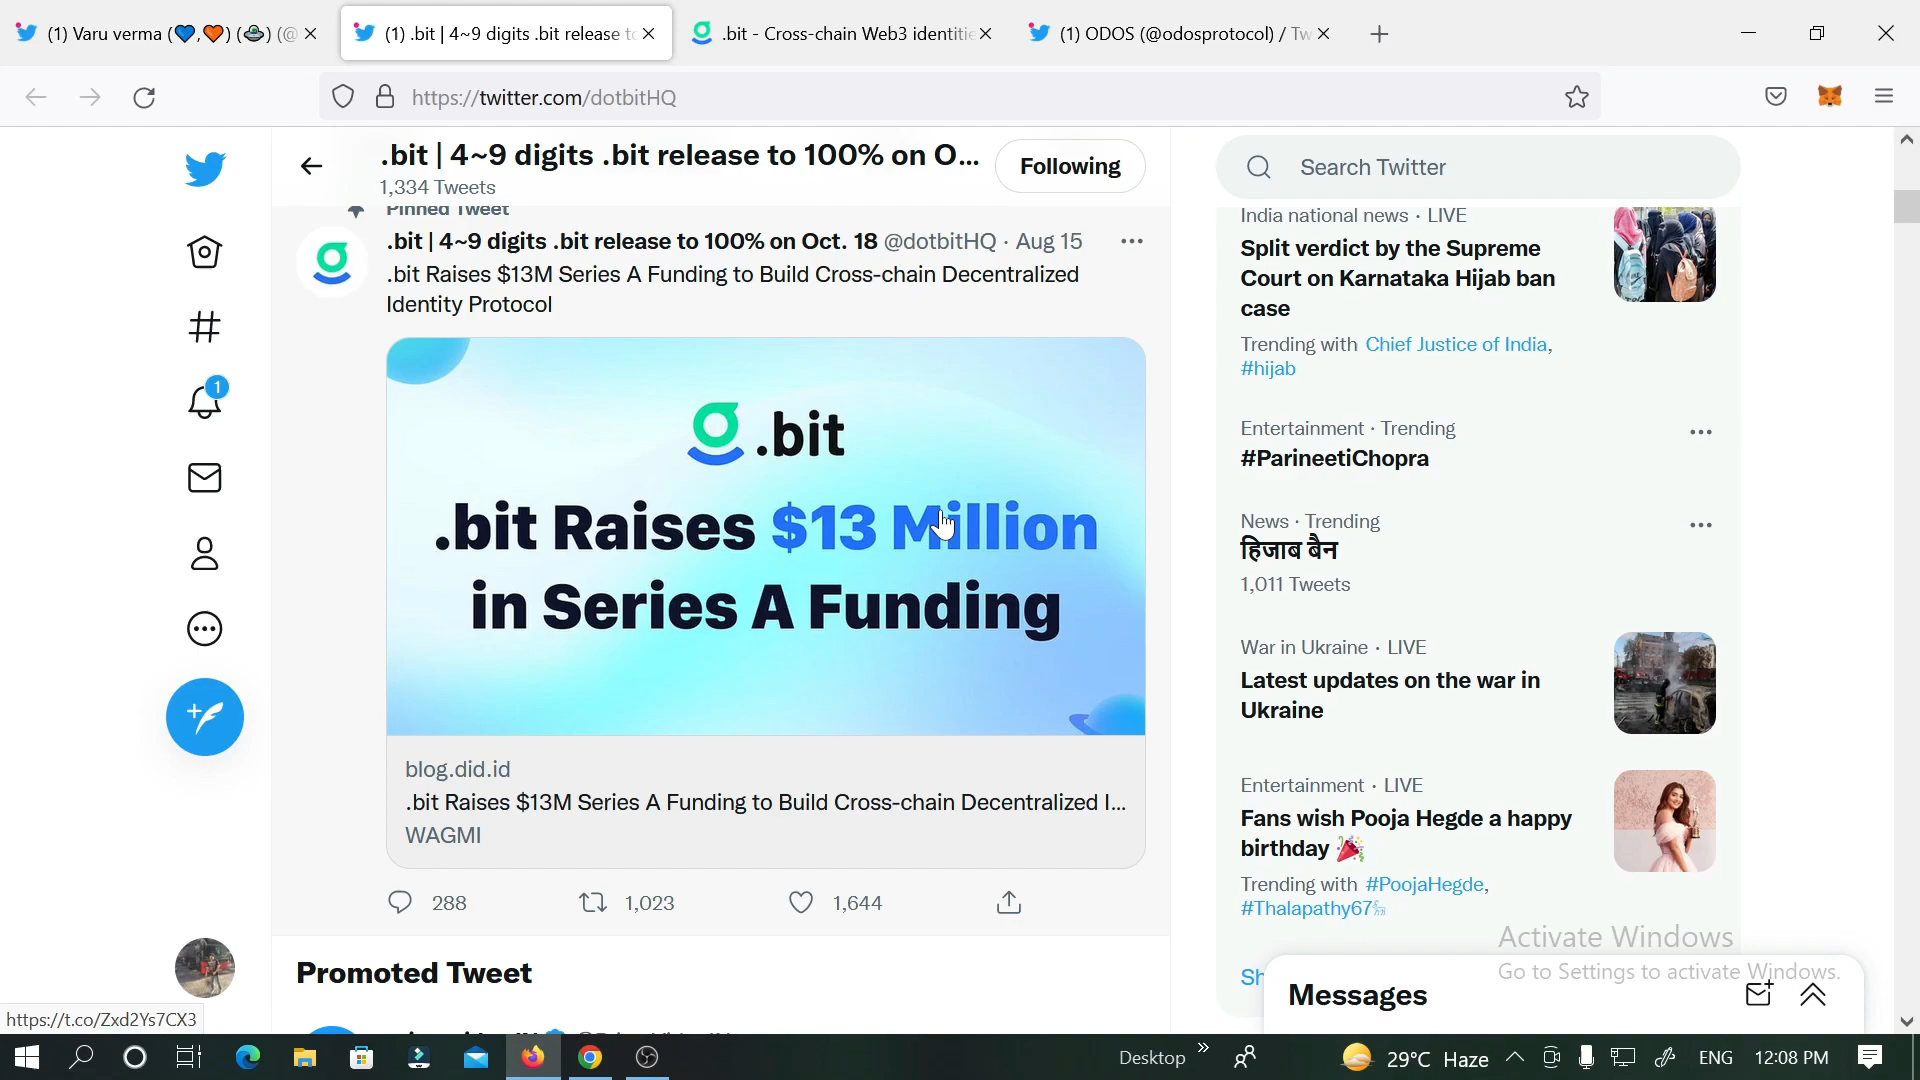 (1) Varu verma (💙,🧡) (🛸) (@
(1) .bit | 4~9 digits .bit release to
.bit - Cross-chain Web3 identitie
(1) ODOS (@odosprotocol) / Tw
https://twitter.com/dotbitHQ
.bit | 4~9 digits .bit release to 100% on O...
1,334 Tweets
Following
Pinned Tweet
.bit | 4~9 digits .bit release to 100% on Oct. 18 @dotbitHQ · Aug 15
.bit Raises $13M Series A Funding to Build Cross-chain Decentralized
Identity Protocol
.bit
.bit Raises $13 Million
in Series A Funding
blog.did.id
.bit Raises $13M Series A Funding to Build Cross-chain Decentralized I...
WAGMI
288
1,023
1,644
Promoted Tweet
1
Search Twitter
India national news · LIVE
Split verdict by the Supreme
Court on Karnataka Hijab ban
case
Trending with Chief Justice of India,
#hijab
Entertainment · Trending
#ParineetiChopra
News · Trending
हिजाब बैन
1,011 Tweets
War in Ukraine · LIVE
Latest updates on the war in
Ukraine
Entertainment · LIVE
Fans wish Pooja Hegde a happy
birthday 🎉
Trending with #PoojaHegde,
#Thalapathy67
Sh
Activate Windows
Go to Settings to activate Windows.
Messages
https://t.co/Zxd2Ys7CX3
Desktop
29°C Haze
ENG
12:08 PM